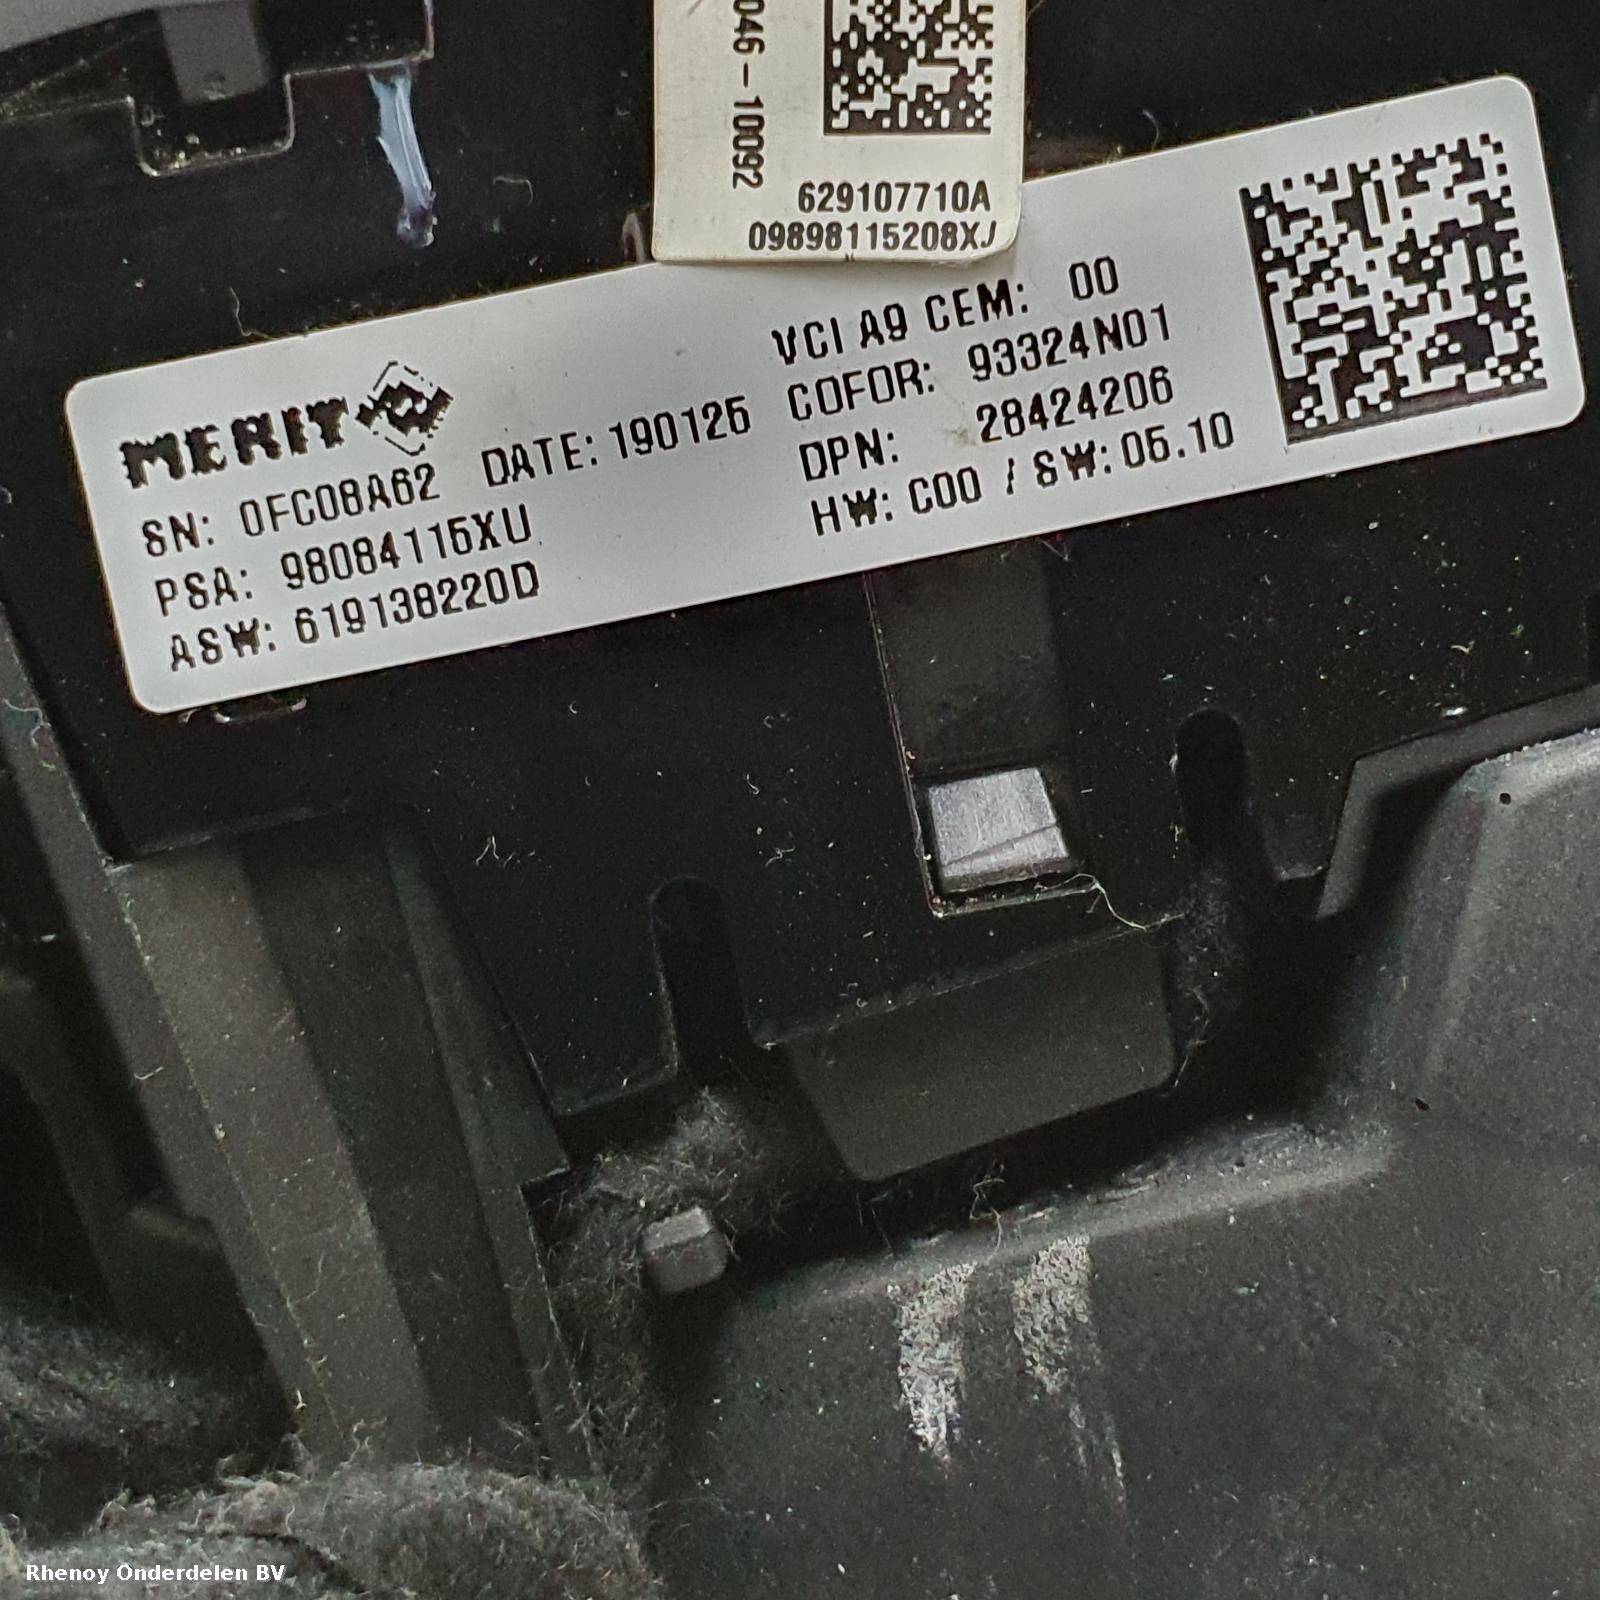 046-10092
629107710A
09898115208XJ
MERIT
SN: 0FC08A62 DATE: 190125
PSA: 98084115XU
ASW: 619138220D
VCI A9 CEM: 00
COFOR: 93324N01
DPN: 28424206
HW: C00 / SW: 05.10
Rhenoy Onderdelen BV